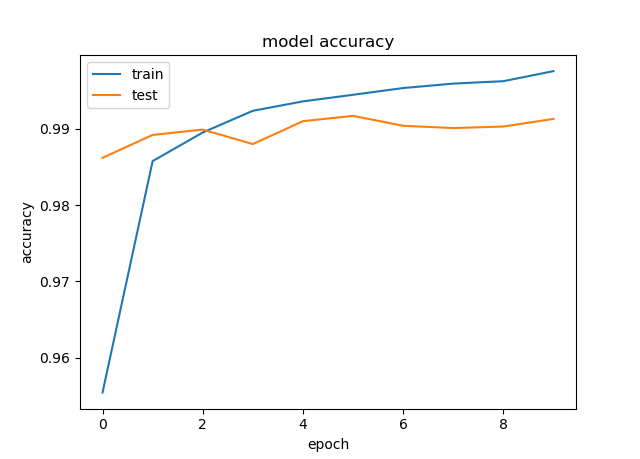 model accuracy
train
test
accuracy
0.99
0.98
0.97
0.96
0 2 4 6 8
epoch